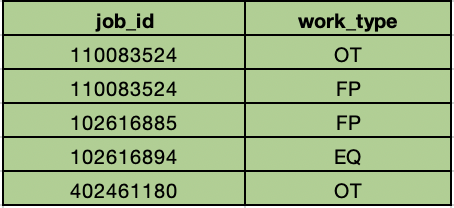 job_id work_type
110083524 OT
110083524 FP
102616885 FP
102616894 EQ
402461180 OT